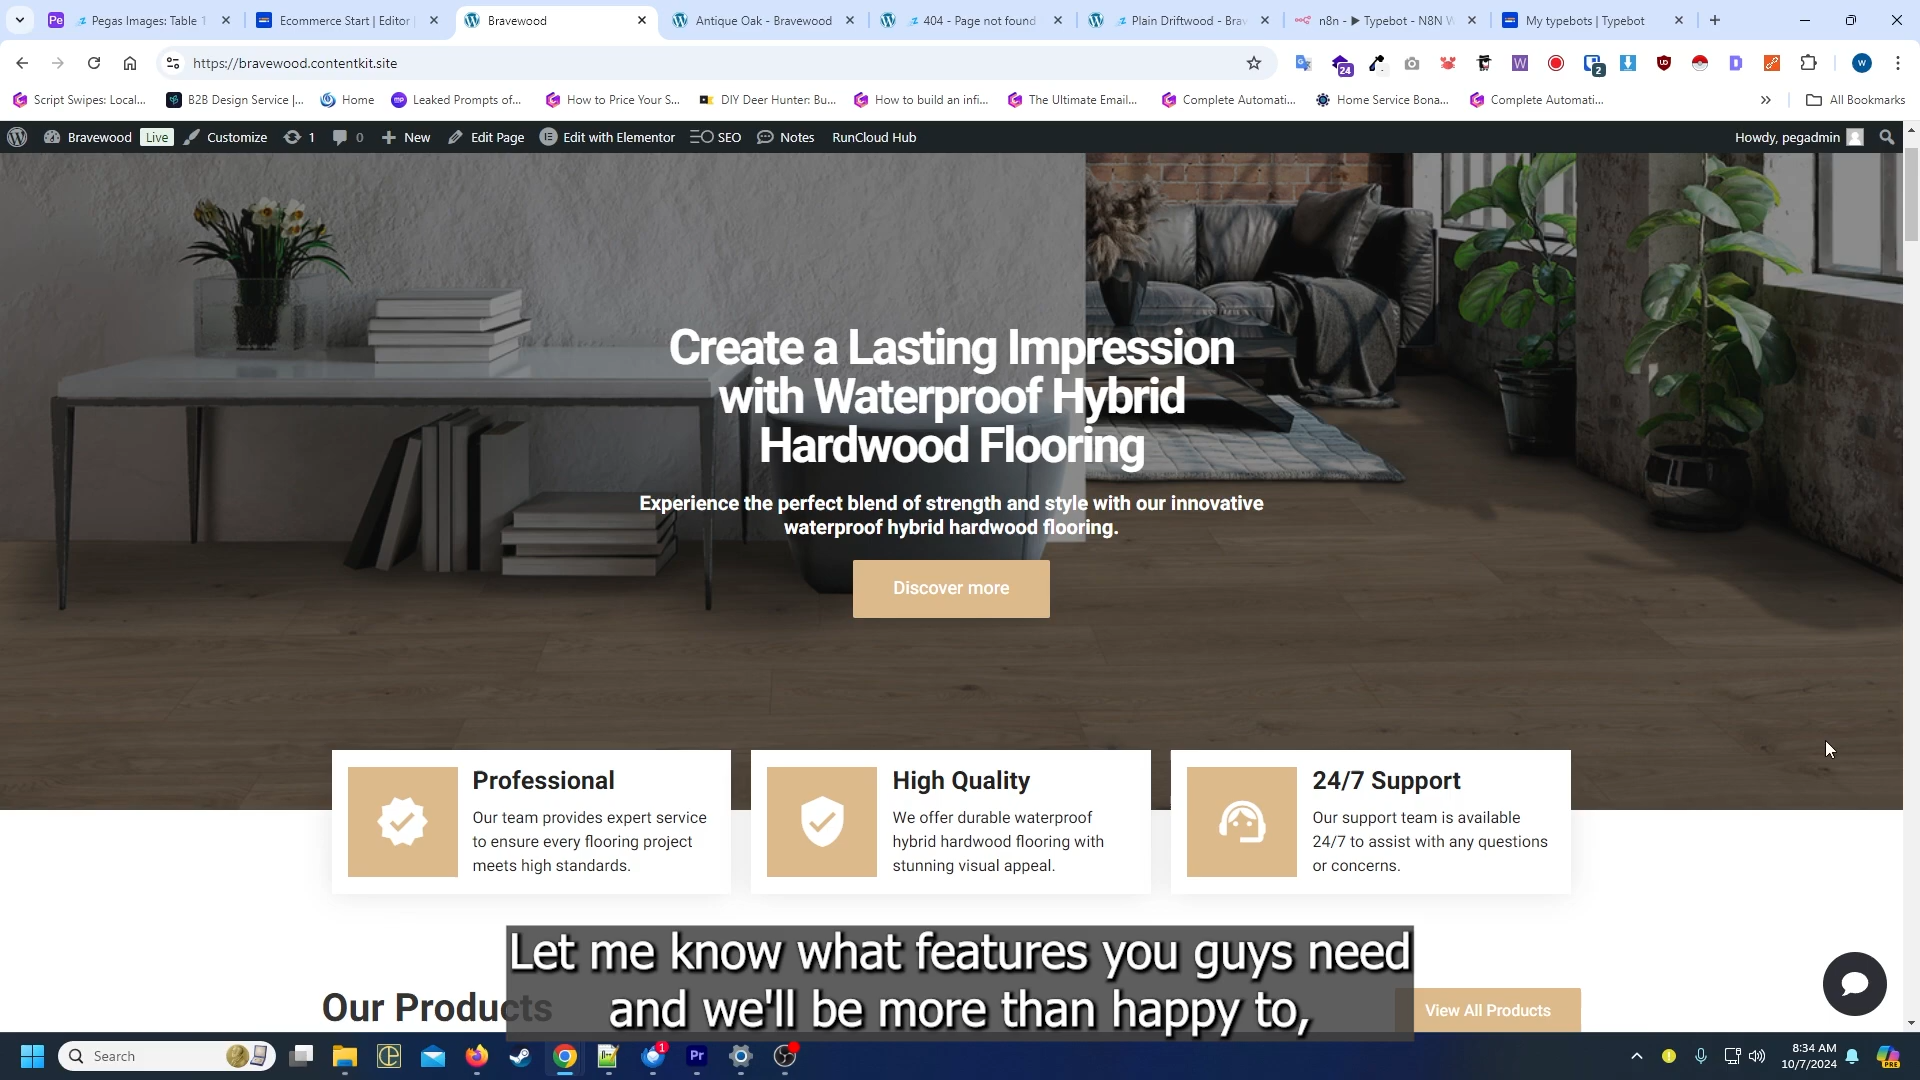 Pegas Images: Table 1
Ecommerce Start | Editor
Bravewood
Antique Oak - Bravewood
404 - Page not found
Plain Driftwood - Brav
n8n - ▶ Typebot - N8N W
My typebots | Typebot
https://bravewood.contentkit.site
24
2
Script Swipes: Local...
B2B Design Service |...
Home
Leaked Prompts of...
How to Price Your S...
DIY Deer Hunter: Bu...
How to build an infi...
The Ultimate Email...
Complete Automati...
Home Service Bona...
Complete Automati...
All Bookmarks
Bravewood
Live
Customize
1
0
New
Edit Page
Edit with Elementor
SEO
Notes
RunCloud Hub
Howdy, pegadmin
Create a Lasting Impression
with Waterproof Hybrid
Hardwood Flooring
Experience the perfect blend of strength and style with our innovative
waterproof hybrid hardwood flooring.
Discover more
Professional
Our team provides expert service
to ensure every flooring project
meets high standards.
High Quality
We offer durable waterproof
hybrid hardwood flooring with
stunning visual appeal.
24/7 Support
Our support team is available
24/7 to assist with any questions
or concerns.
Our Products
View All Products
Let me know what features you guys need
and we'll be more than happy to,
Search
1
Pr
8:34 AM
10/7/2024